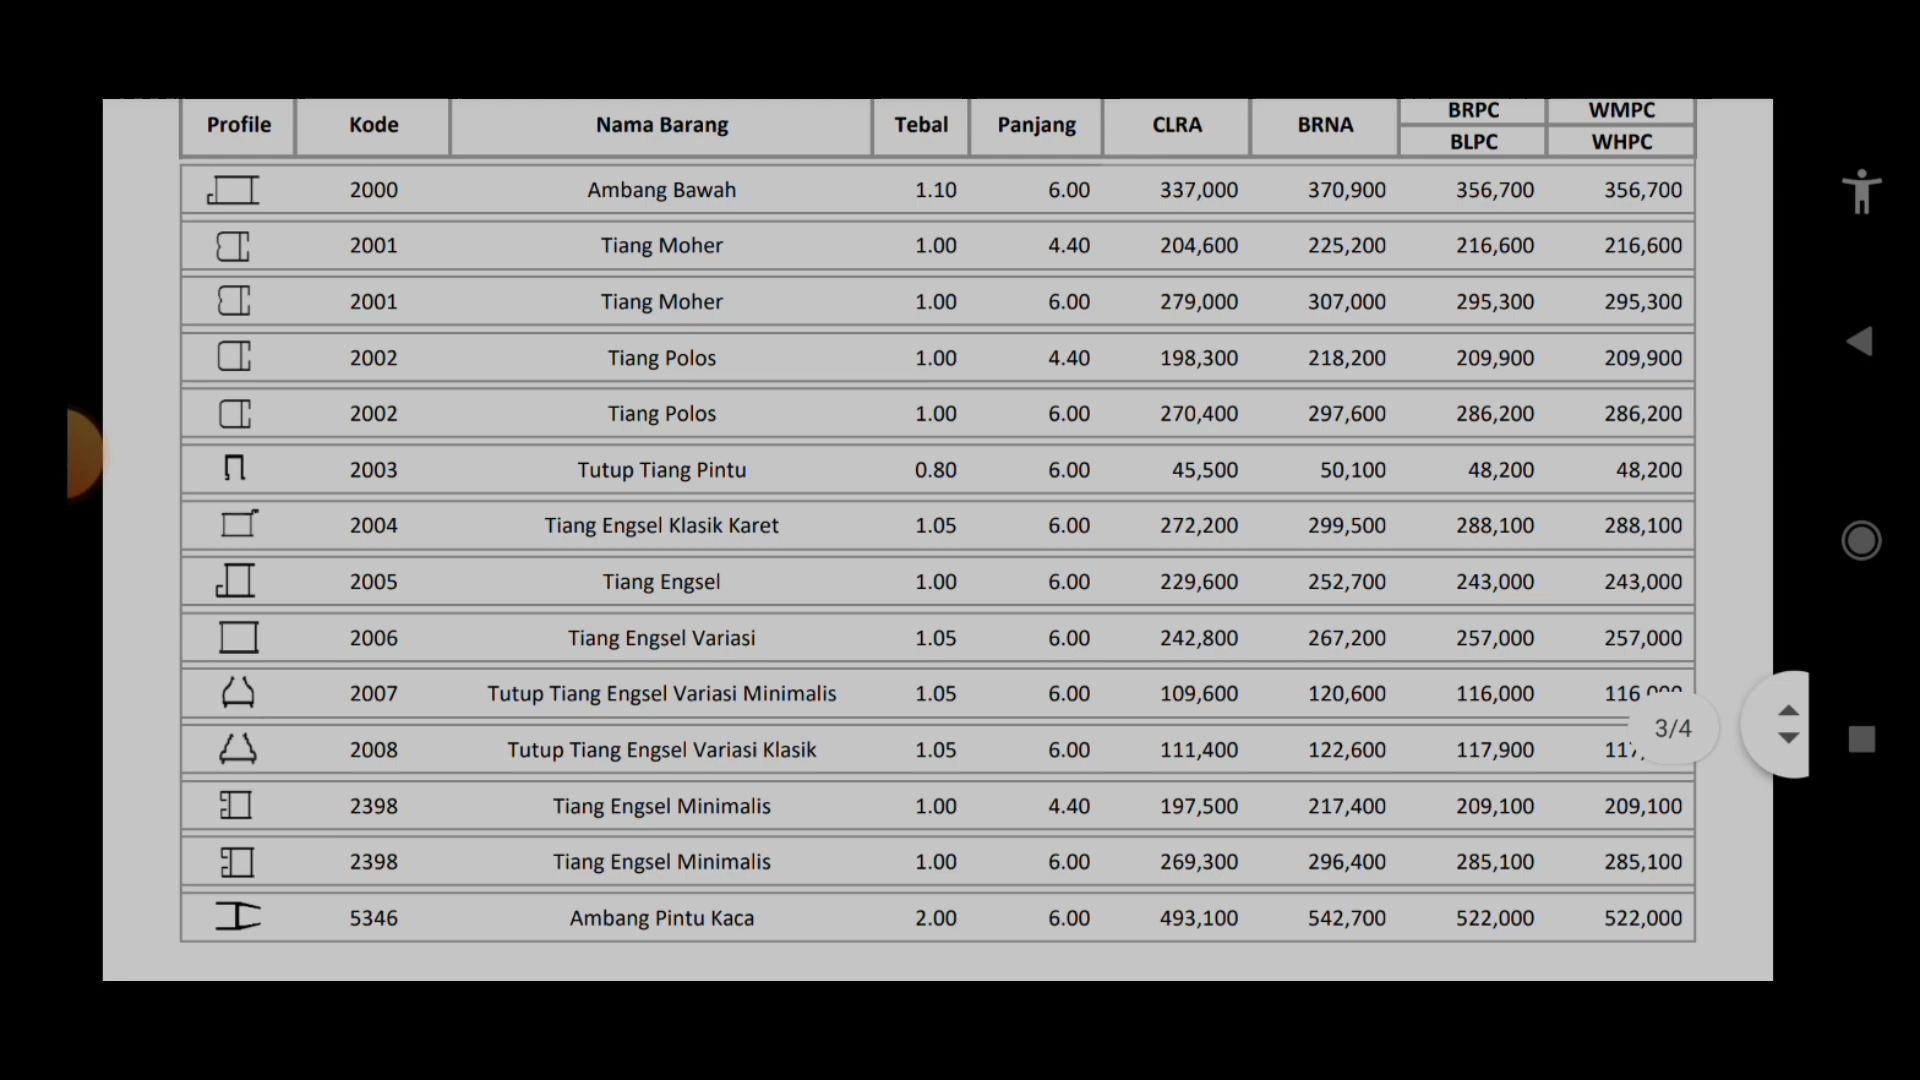 Profile Kode Nama Barang Tebal Panjang CLRA BRNA BRPC WMPC
BLPC WHPC
2000 Ambang Bawah 1.10 6.00 337,000 370,900 356,700 356,700
2001 Tiang Moher 1.00 4.40 204,600 225,200 216,600 216,600
2001 Tiang Moher 1.00 6.00 279,000 307,000 295,300 295,300
2002 Tiang Polos 1.00 4.40 198,300 218,200 209,900 209,900
2002 Tiang Polos 1.00 6.00 270,400 297,600 286,200 286,200
2003 Tutup Tiang Pintu 0.80 6.00 45,500 50,100 48,200 48,200
2004 Tiang Engsel Klasik Karet 1.05 6.00 272,200 299,500 288,100 288,100
2005 Tiang Engsel 1.00 6.00 229,600 252,700 243,000 243,000
2006 Tiang Engsel Variasi 1.05 6.00 242,800 267,200 257,000 257,000
2007 Tutup Tiang Engsel Variasi Minimalis 1.05 6.00 109,600 120,600 116,000
3/4
2008 Tutup Tiang Engsel Variasi Klasik 1.05 6.00 111,400 122,600 117,900
2398 Tiang Engsel Minimalis 1.00 4.40 197,500 217,400 209,100 209,100
2398 Tiang Engsel Minimalis 1.00 6.00 269,300 296,400 285,100 285,100
5346 Ambang Pintu Kaca 2.00 6.00 493,100 542,700 522,000 522,000